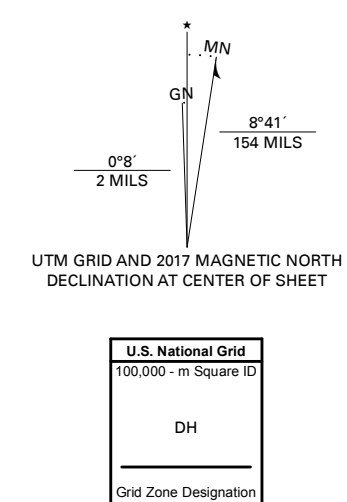 ★
MN
GN
8°41´
154 MILS
0°8´
2 MILS
UTM GRID AND 2017 MAGNETIC NORTH
DECLINATION AT CENTER OF SHEET
U.S. National Grid
100,000 - m Square ID
DH
Grid Zone Designation